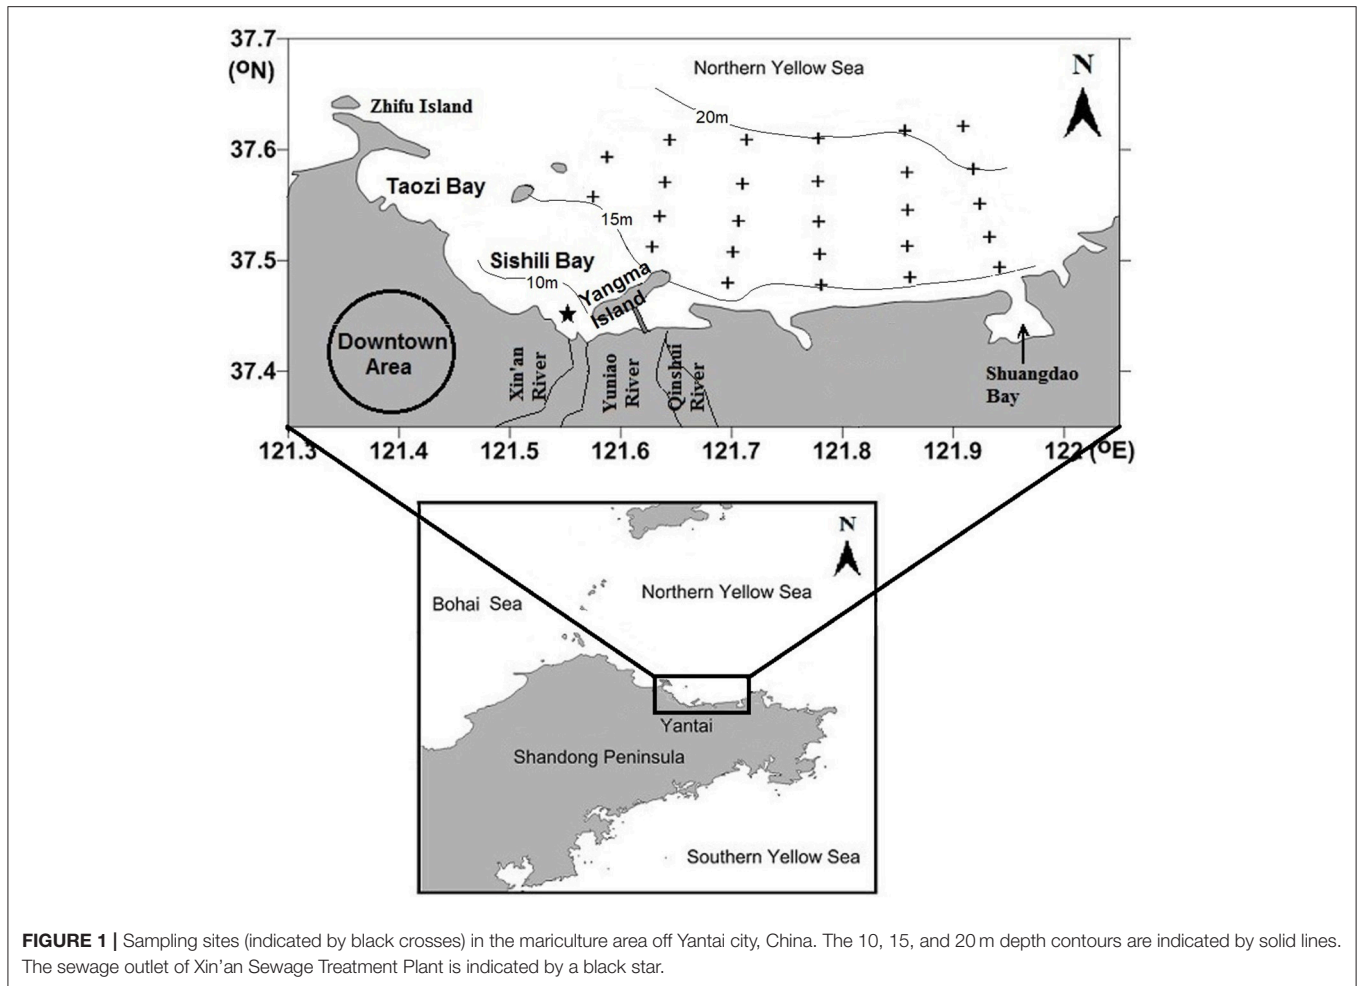 37.7
(ºN)
Northern Yellow Sea
N
Zhifu Island
20m
37.6
Taozi Bay
15m
37.5
Sishili Bay
10m
Yangma
Island
Downtown
Area
37.4
Xin'an
River
Yuniao
River
Qinshui
River
Shuangdao
Bay
121.3
121.4
121.5
121.6
121.7
121.8
121.9
122 (ºE)
N
Northern Yellow Sea
Bohai Sea
Yantai
Shandong Peninsula
Southern Yellow Sea
FIGURE 1 | Sampling sites (indicated by black crosses) in the mariculture area off Yantai city, China. The 10, 15, and 20 m depth contours are indicated by solid lines.
The sewage outlet of Xin'an Sewage Treatment Plant is indicated by a black star.